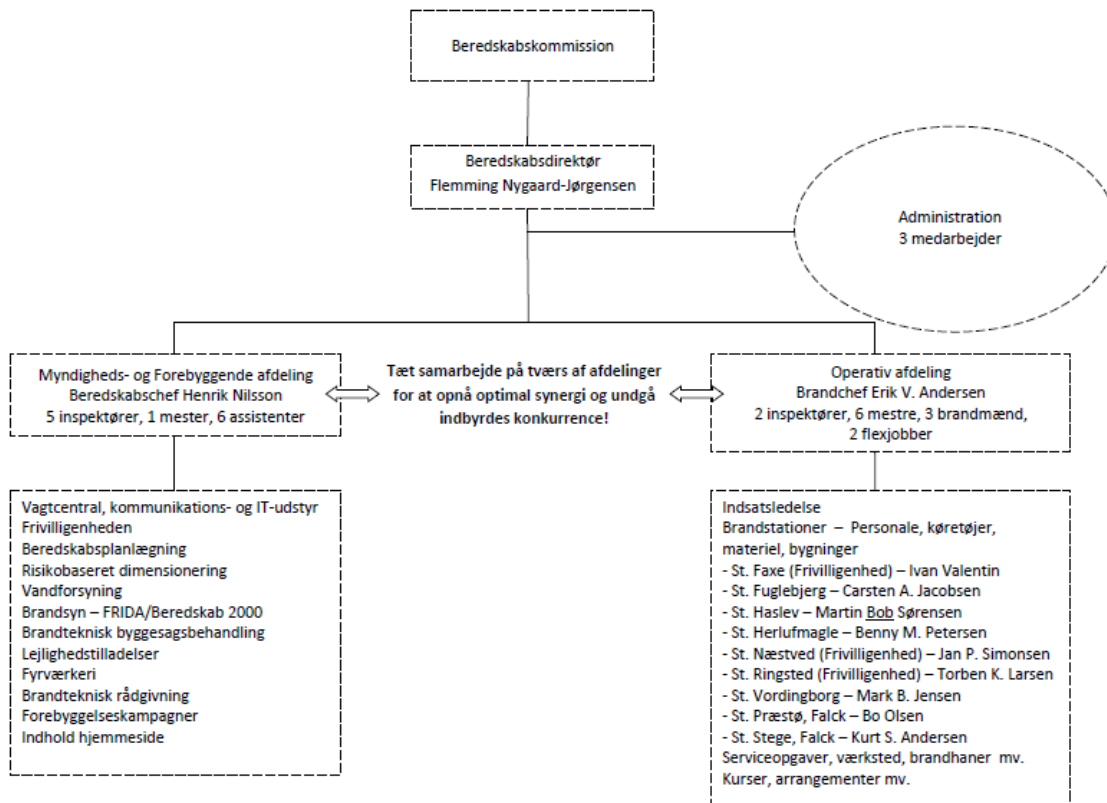 Beredskabskommission
Beredskabsdirektør
Flemming Nygaard-Jørgensen
Administration
3 medarbejder
Myndigheds- og Forebyggende afdeling
Beredskabschef Henrik Nilsson
5 inspektører, 1 mester, 6 assistenter
Tæt samarbejde på tværs af afdelinger
for at opnå optimal synergi og undgå
indbyrdes konkurrence!
Operativ afdeling
Brandchef Erik V. Andersen
2 inspektører, 6 mestre, 3 brandmænd,
2 flexjobber
Vagtcentral, kommunikations- og IT-udstyr
Frivilligenheden
Beredskabsplanlægning
Risikobaseret dimensionering
Vandforsyning
Brandsyn – FRIDA/Beredskab 2000
Brandteknisk byggesagsbehandling
Lejlighedstilladelser
Fyrværkeri
Brandteknisk rådgivning
Forebyggelseskampagner
Indhold hjemmeside
Indsatsledelse
Brandstationer – Personale, køretøjer,
materiel, bygninger
- St. Faxe (Frivilligenhed) – Ivan Valentin
- St. Fuglebjerg – Carsten A. Jacobsen
- St. Haslev – Martin Bob Sørensen
- St. Herlufmagle – Benny M. Petersen
- St. Næstved (Frivilligenhed) – Jan P. Simonsen
- St. Ringsted (Frivilligenhed) – Torben K. Larsen
- St. Vordingborg – Mark B. Jensen
- St. Præstø, Falck – Bo Olsen
- St. Stege, Falck – Kurt S. Andersen
Serviceopgaver, værksted, brandhaner mv.
Kurser, arrangementer mv.